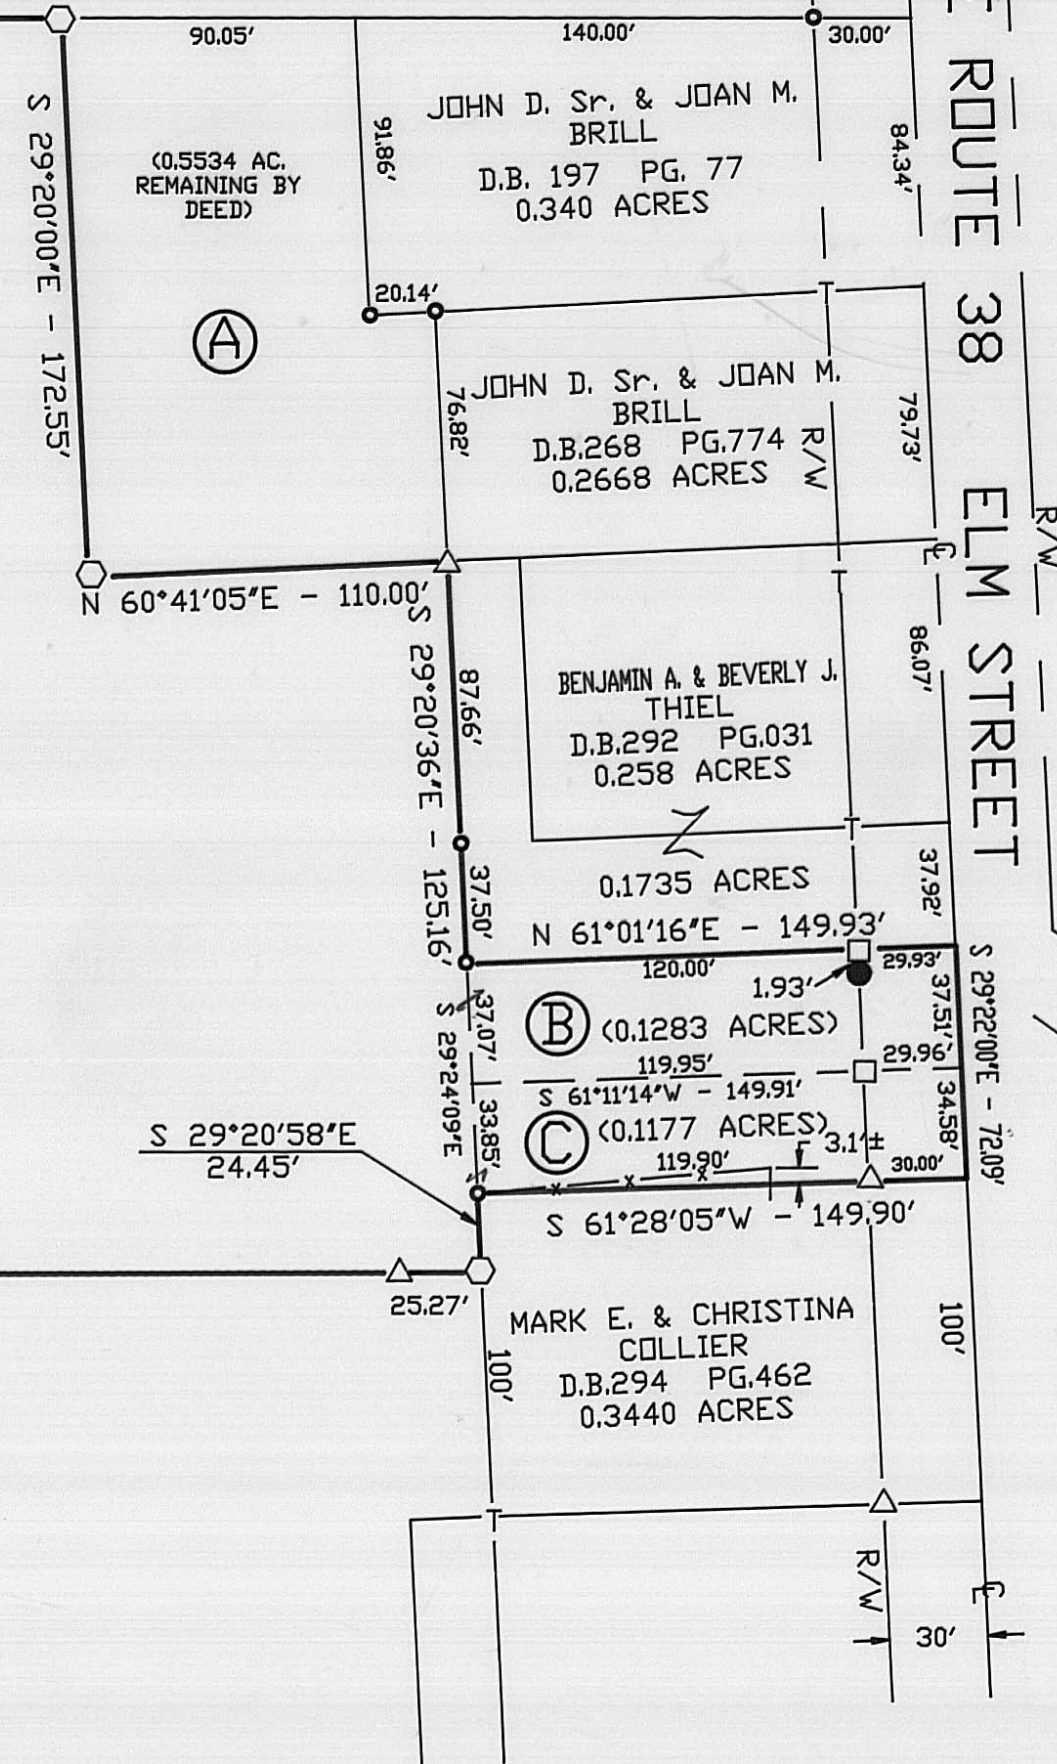 90.05'
140.00'
30.00'
ROUTE 38 ELM STREET
S 29°20'00"E - 172.55'
(0.5534 AC.
REMAINING BY
DEED)
91.86'
JOHN D. Sr. & JOAN M.
BRILL
D.B. 197 PG. 77
0.340 ACRES
84.34'
20.14'
T
A
76.82'
JOHN D. Sr. & JOAN M.
BRILL
D.B.268 PG.774
0.2668 ACRES
R/W
79.73'
R/W
CL
N 60°41'05"E - 110.00'
T
S 29°20'36"E - 125.16'
87.66'
BENJAMIN A. & BEVERLY J.
THIEL
D.B.292 PG.031
0.258 ACRES
86.07'
T
37.50'
0.1735 ACRES
37.92'
N 61°01'16"E - 149.93'
120.00'
29.93'
1.93'
S 29°22'00"E - 72.09'
37.51'
37.07'
B
(0.1283 ACRES)
S 29°24'09"E
119.95'
29.96'
S 61°11'14"W - 149.91'
33.85'
C
(0.1177 ACRES)
34.58'
3.1'±
119.90'
30.00'
x x x
S 61°28'05"W - 149.90'
S 29°20'58"E
24.45'
25.27'
100'
MARK E. & CHRISTINA
COLLIER
D.B.294 PG.462
0.3440 ACRES
100'
T
R/W
CL
30'